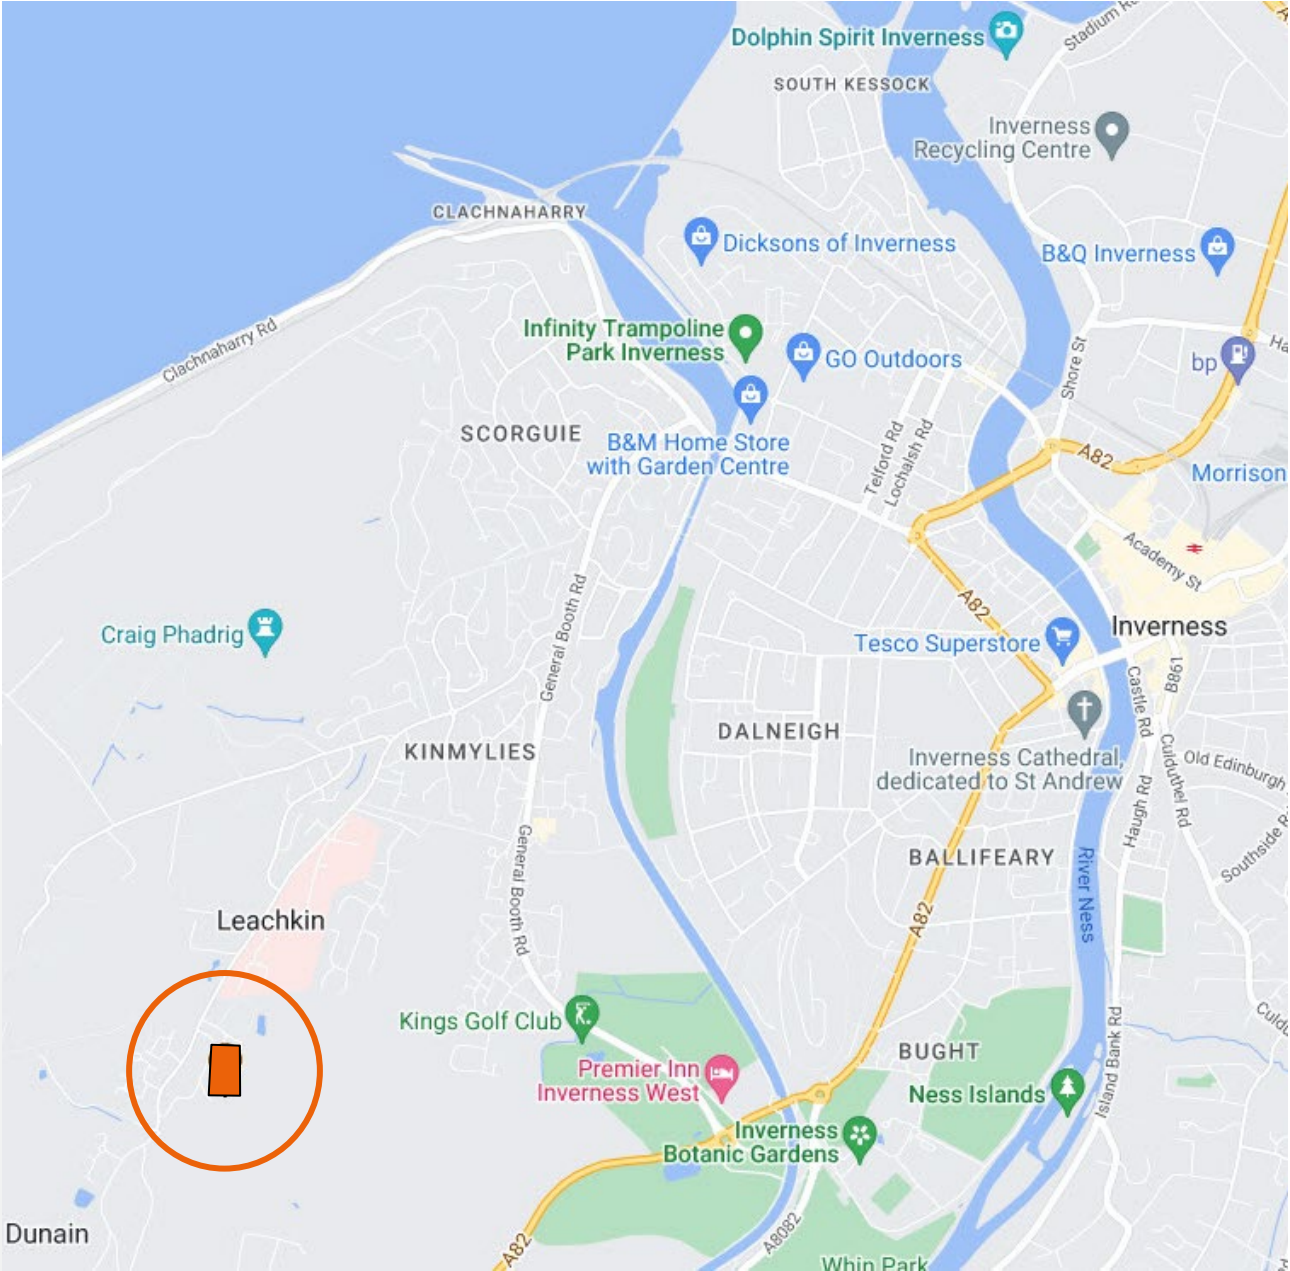 Dolphin Spirit Inverness
Stadium R
SOUTH KESSOCK
Inverness
Recycling Centre
CLACHNAHARRY
Dicksons of Inverness
B&Q Inverness
Clachnaharry Rd
Infinity Trampoline
Park Inverness
GO Outdoors
Shore St
Ha
bp
SCORGUIE
B&M Home Store
with Garden Centre
Telford Rd
Lochalsh Rd
A82
Morrison
Academy St
A82
General Booth Rd
Craig Phadrig
Tesco Superstore
Inverness
B861
Castle Rd
DALNEIGH
KINMYLIES
Inverness Cathedral,
dedicated to St Andrew
Culduthel Rd
Old Edinburgh
Haugh Rd
Southside R
General Booth Rd
BALLIFEARY
River Ness
Leachkin
A82
Kings Golf Club
Culdu
Island Bank Rd
BUGHT
Premier Inn
Inverness West
Ness Islands
Inverness
Botanic Gardens
Dunain
A82
A8082
Whin Park